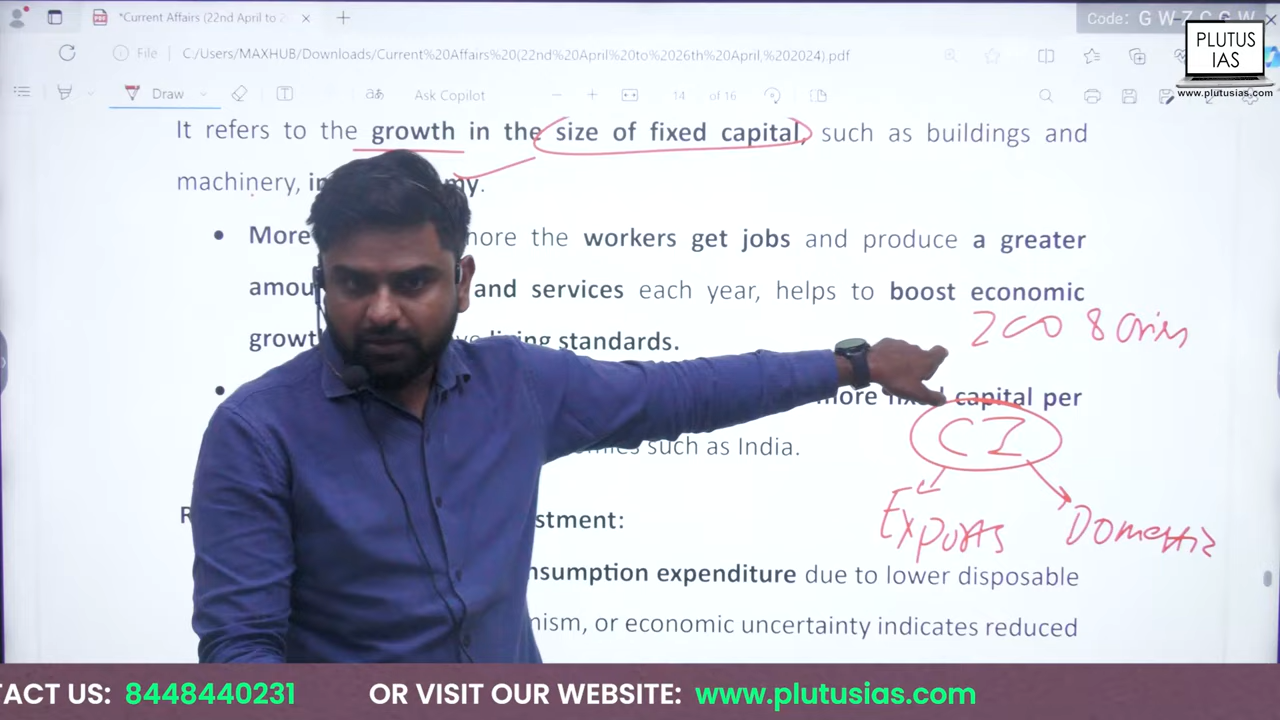 *Current Affairs (22nd April to 2
Code: G W Z C G W
PLUTUS
IAS
www.plutusias.com
File C:/Users/MAXHUB/Downloads/Current%20Affairs%20(22nd%20April%20to%2026th%20April,%202024).pdf
Draw Ask Copilot 14 of 16
It refers to the growth in the size of fixed capital, such as buildings and
machinery, in my.
• More more the workers get jobs and produce a greater
amou and services each year, helps to boost economic
growt living standards.
2008 Crisis
• more fixed capital per
such as India.
CI
Exports Domestic
R stment:
nsumption expenditure due to lower disposable
nism, or economic uncertainty indicates reduced
TACT US: 8448440231 OR VISIT OUR WEBSITE: www.plutusias.com